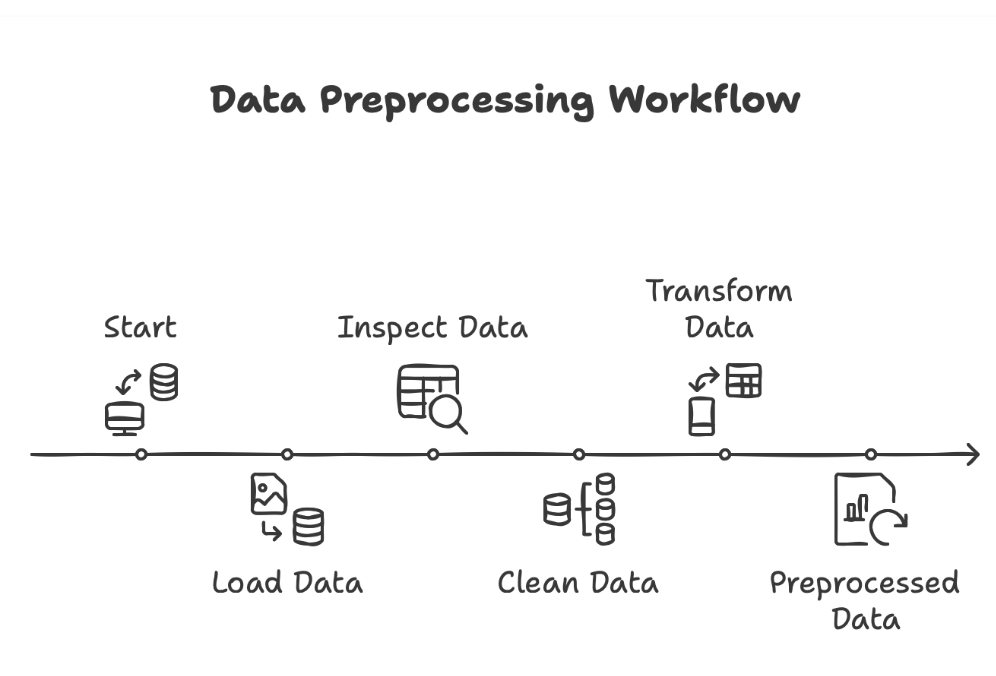 Data Preprocessing Workflow
Start
Load Data
Inspect Data
Clean Data
Transform
Data
Preprocessed
Data